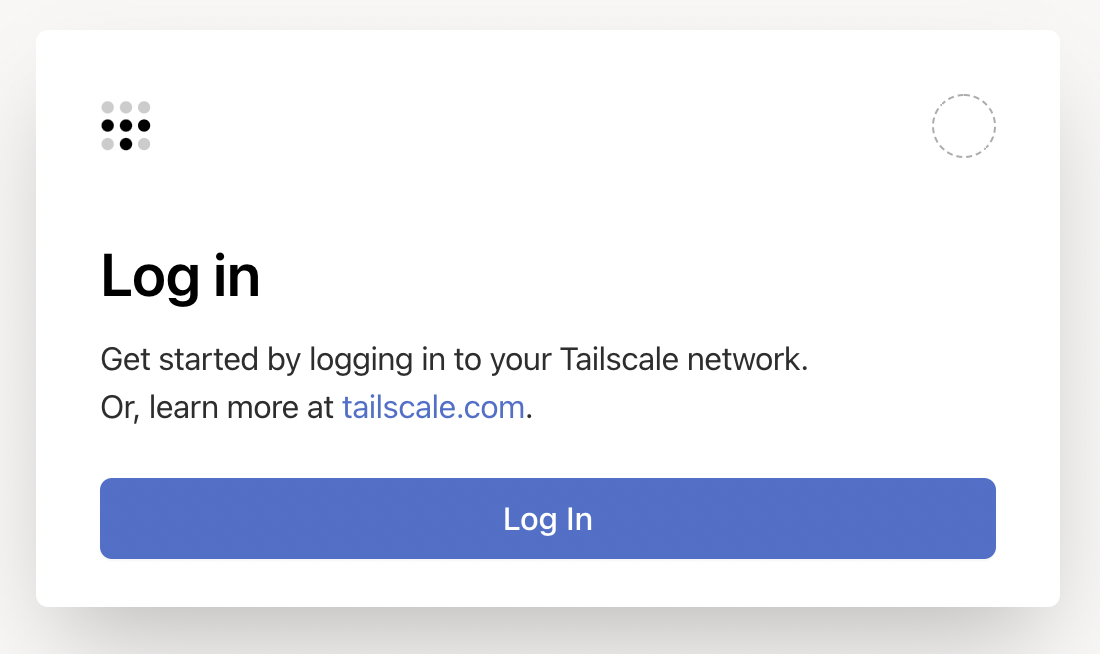 Log in
Get started by logging in to your Tailscale network.
Or, learn more at tailscale.com.
Log In